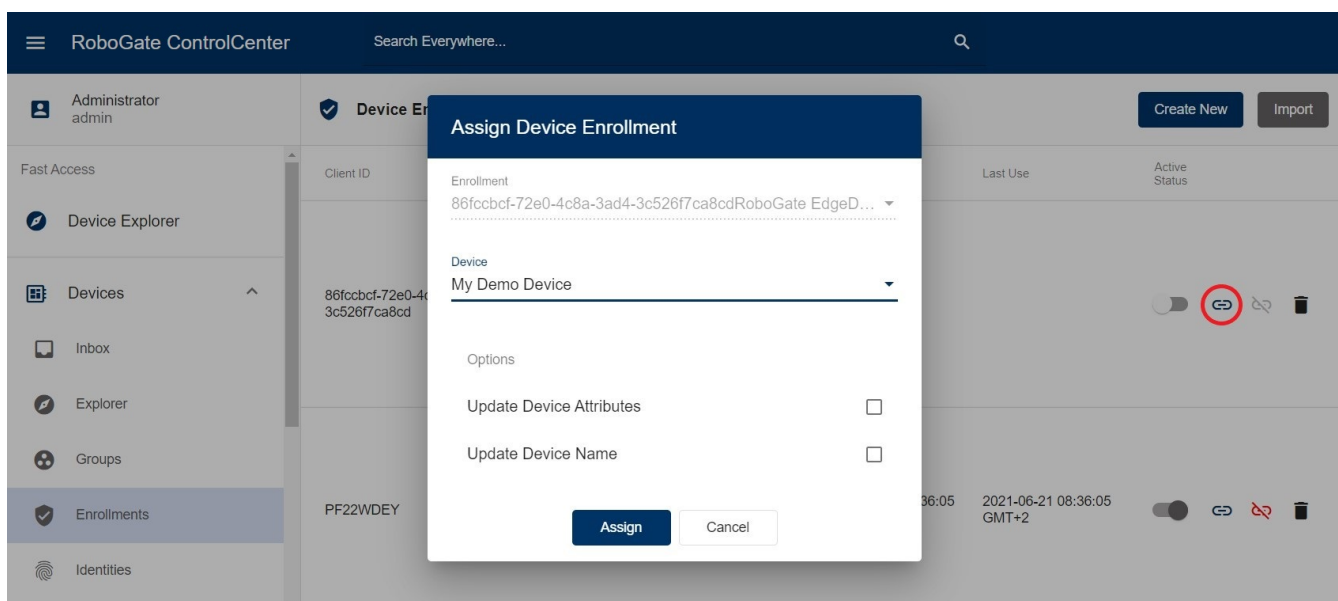 RoboGate ControlCenter
Search Everywhere...
Administrator
admin
Device Er
Create New
Import
Assign Device Enrollment
Fast Access
Client ID
Last Use
Active
Status
Enrollment
86fccbcf-72e0-4c8a-3ad4-3c526f7ca8cdRoboGate EdgeD...
Device Explorer
Device
My Demo Device
Devices
86fccbcf-72e0-4c
3c526f7ca8cd
Inbox
Options
Explorer
Update Device Attributes
Groups
Update Device Name
Enrollments
PF22WDEY
36:05
2021-06-21 08:36:05
GMT+2
Assign
Cancel
Identities